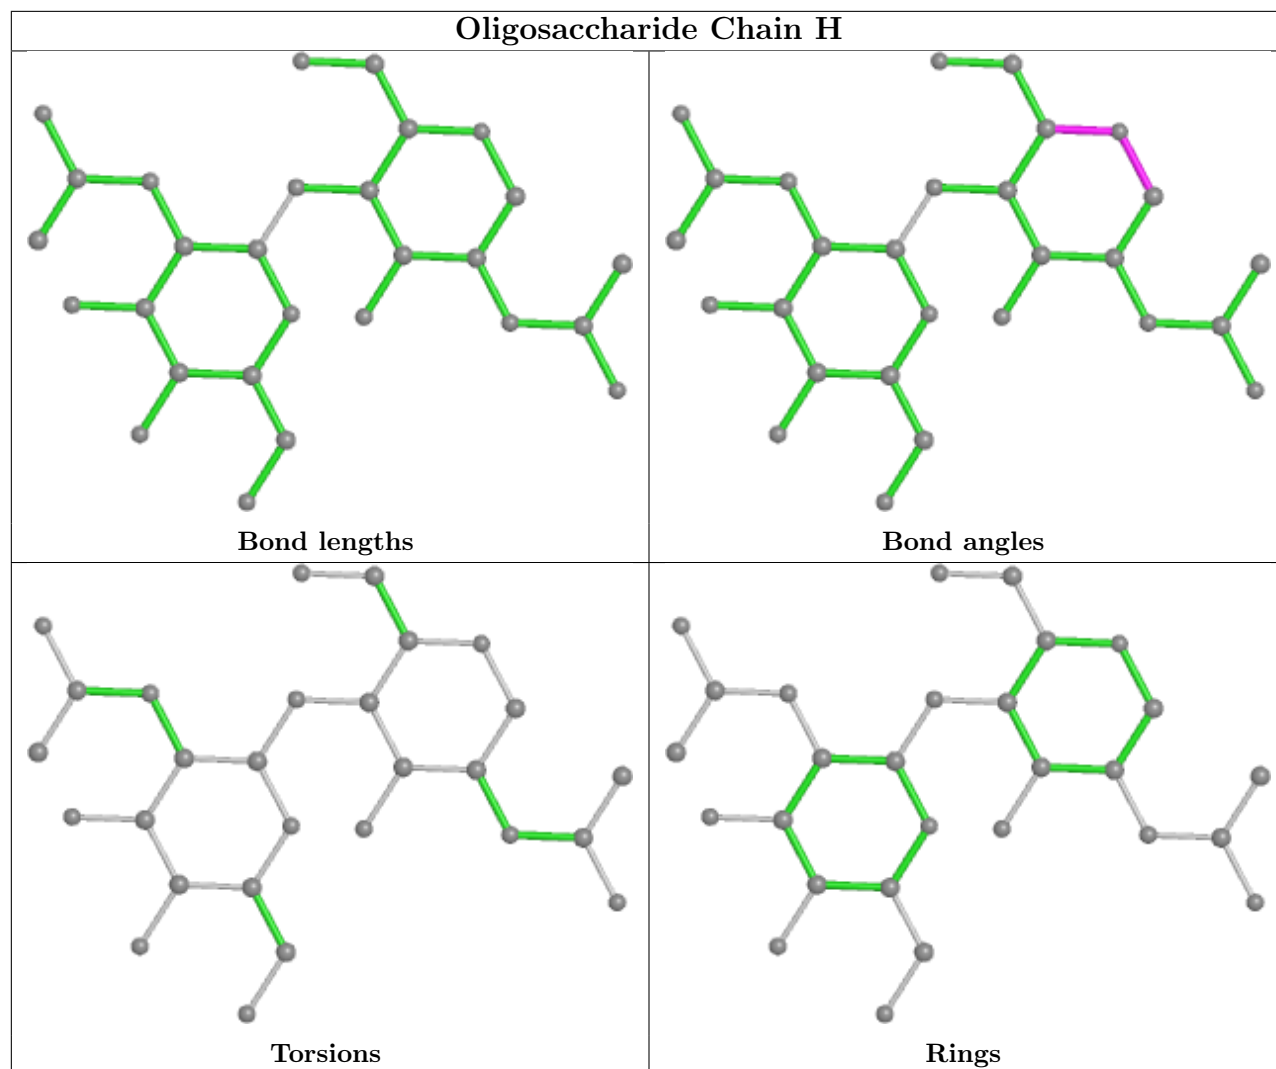 Oligosaccharide Chain H
Bond lengths
Bond angles
Torsions
Rings